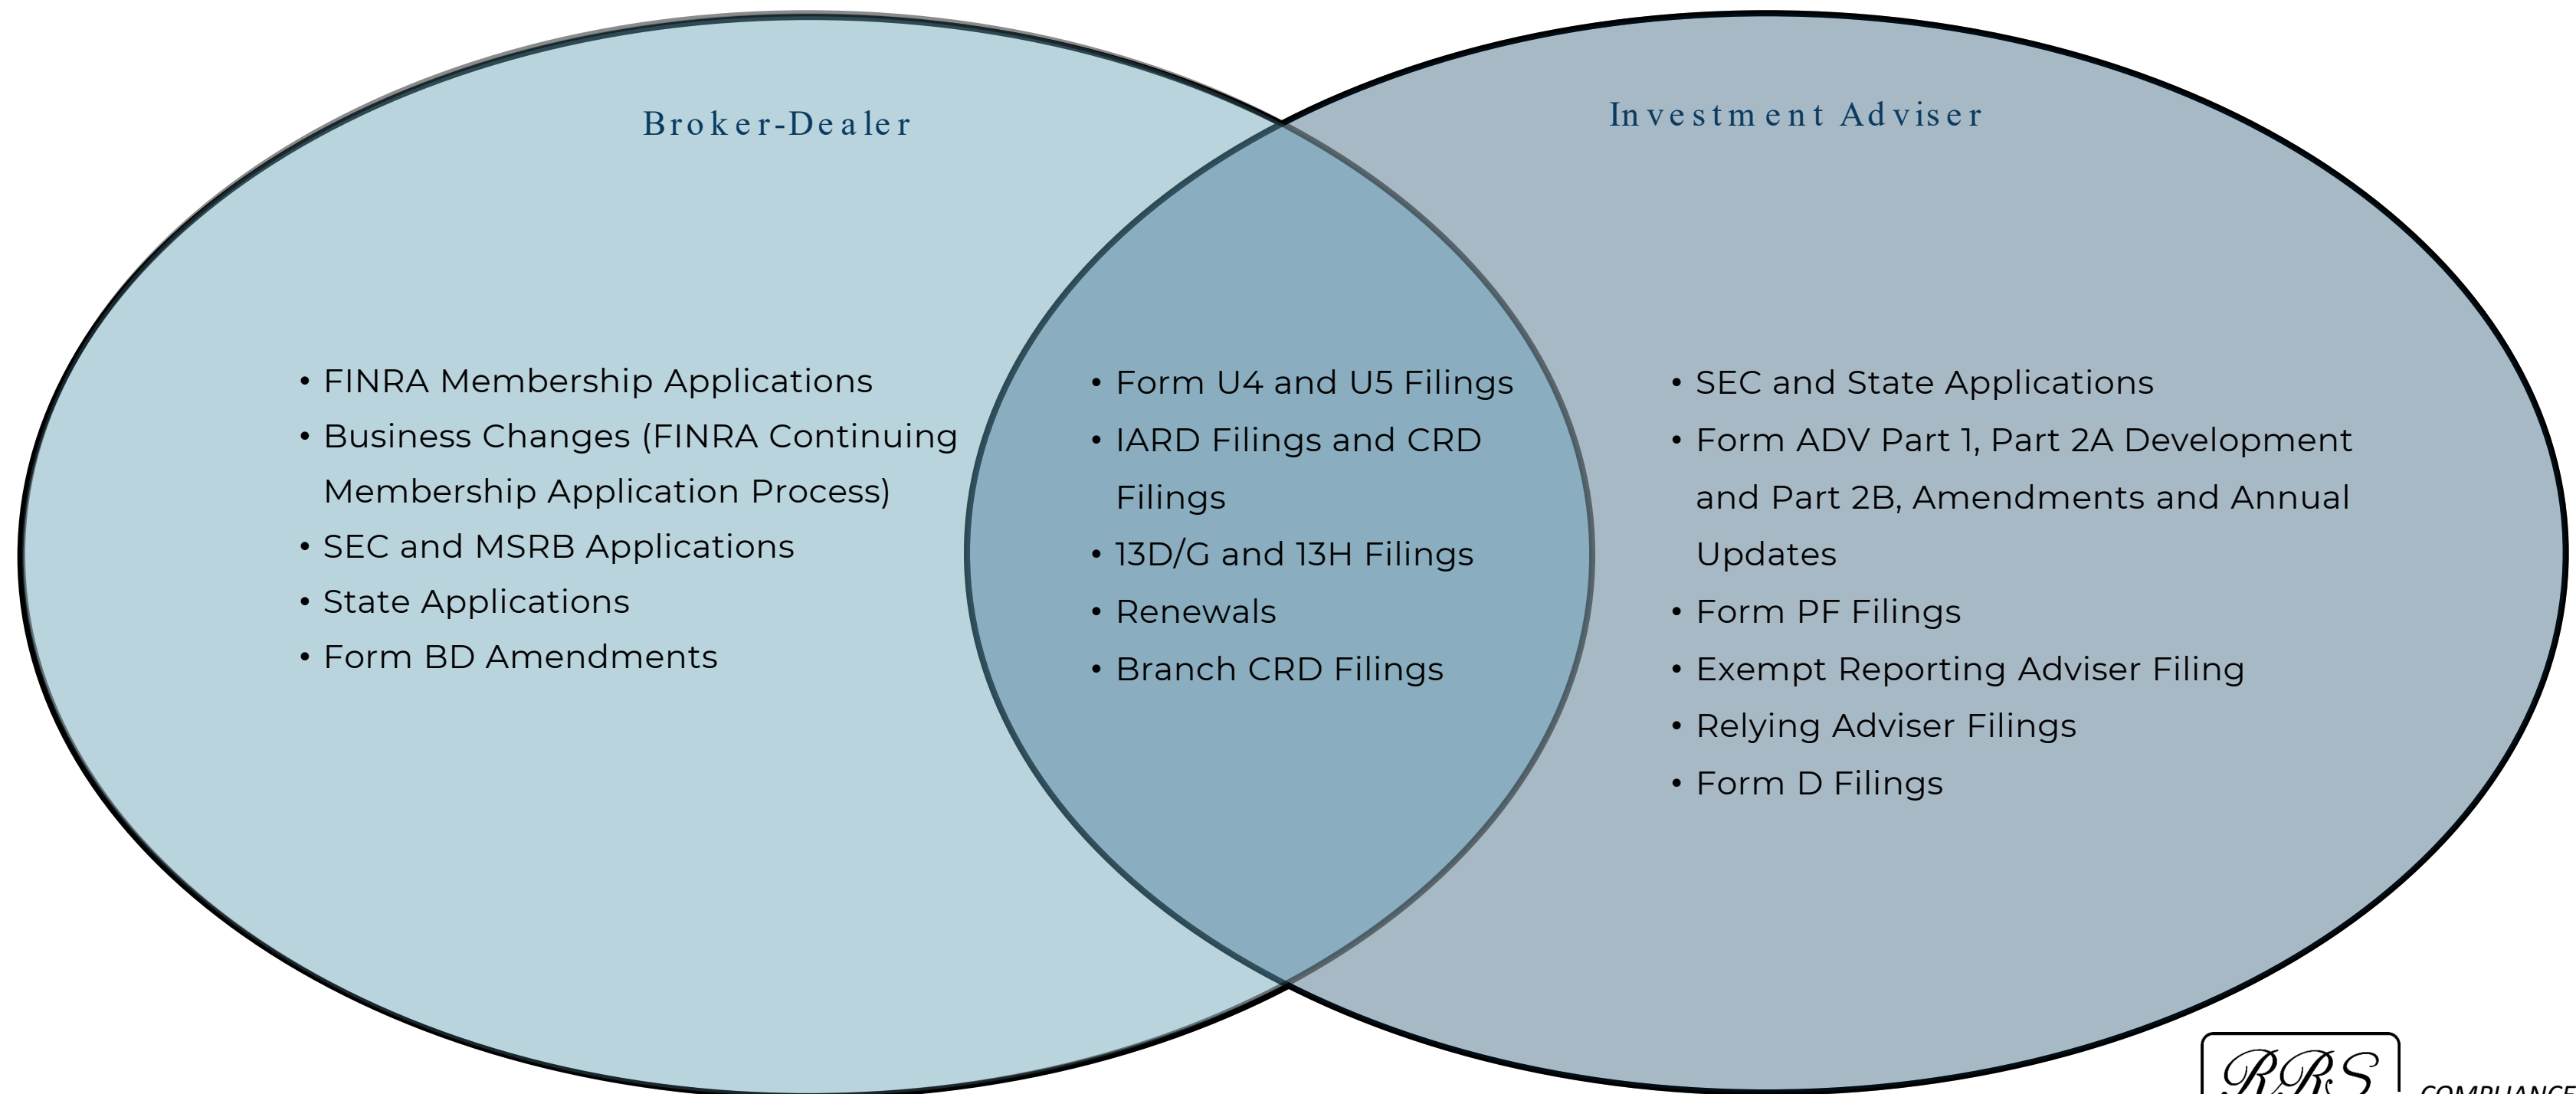 Broker-Dealer
• FINRA Membership Applications
• Business Changes (FINRA Continuing
Membership Application Process)
• SEC and MSRB Applications
• State Applications
• Form BD Amendments
• Form U4 and U5 Filings
• IARD Filings and CRD
Filings
• 13D/G and 13H Filings
• Renewals
• Branch CRD Filings
Investment Adviser
• SEC and State Applications
• Form ADV Part 1, Part 2A Development
and Part 2B, Amendments and Annual
Updates
• Form PF Filings
• Exempt Reporting Adviser Filing
• Relying Adviser Filings
• Form D Filings
RRS
COMPLIANCE